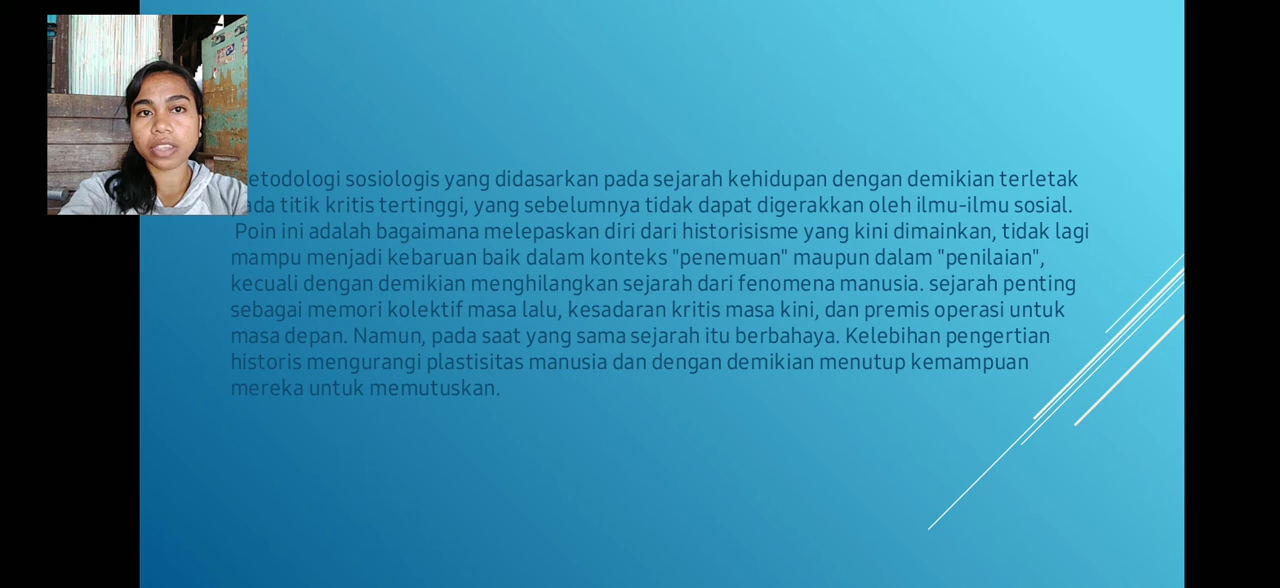 etodologi sosiologis yang didasarkan pada sejarah kehidupan dengan demikian terletak
ada titik kritis tertinggi, yang sebelumnya tidak dapat digerakkan oleh ilmu-ilmu sosial.
Poin ini adalah bagaimana melepaskan diri dari historisisme yang kini dimainkan, tidak lagi
mampu menjadi kebaruan baik dalam konteks "penemuan" maupun dalam "penilaian",
kecuali dengan demikian menghilangkan sejarah dari fenomena manusia. sejarah penting
sebagai memori kolektif masa lalu, kesadaran kritis masa kini, dan premis operasi untuk
masa depan. Namun, pada saat yang sama sejarah itu berbahaya. Kelebihan pengertian
historis mengurangi plastisitas manusia dan dengan demikian menutup kemampuan
mereka untuk memutuskan.